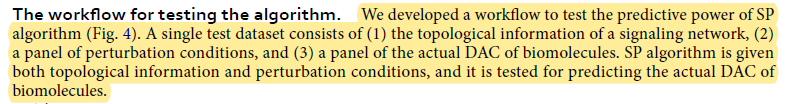 The workflow for testing the algorithm. We developed a workflow to test the predictive power of SP
algorithm (Fig. 4). A single test dataset consists of (1) the topological information of a signaling network, (2)
a panel of perturbation conditions, and (3) a panel of the actual DAC of biomolecules. SP algorithm is given
both topological information and perturbation conditions, and it is tested for predicting the actual DAC of
biomolecules.